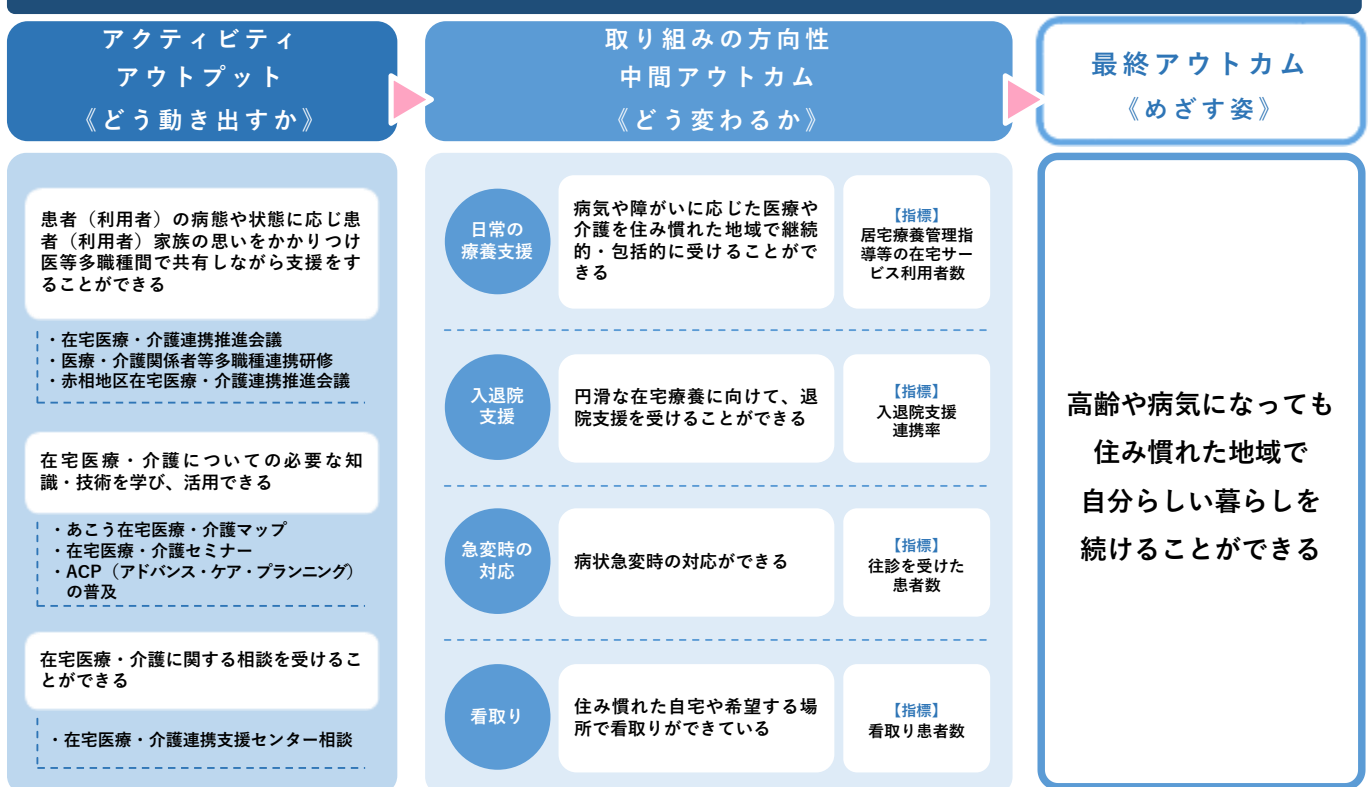 アクティビティ
アウトプット
《どう動き出すか》
取り組みの方向性
中間アウトカム
《どう変わるか》
最終アウトカム
《めざす姿》
患者（利用者）の病態や状態に応じ患
者（利用者）家族の思いをかかりつけ
医等多職種間で共有しながら支援をす
ることができる
・在宅医療・介護連携推進会議
・医療・介護関係者等多職種連携研修
・赤相地区在宅医療・介護連携推進会議
在宅医療・介護についての必要な知
識・技術を学び、活用できる
・あこう在宅医療・介護マップ
・在宅医療・介護セミナー
・ACP（アドバンス・ケア・プランニング）
の普及
在宅医療・介護に関する相談を受けるこ
とができる
・在宅医療・介護連携支援センター相談
日常の
療養支援
病気や障がいに応じた医療や
介護を住み慣れた地域で継続
的・包括的に受けることがで
きる
【指標】
居宅療養管理指
導等の在宅サー
ビス利用者数
入退院
支援
円滑な在宅療養に向けて、退
院支援を受けることができる
【指標】
入退院支援
連携率
急変時の
対応
病状急変時の対応ができる
【指標】
往診を受けた
患者数
看取り
住み慣れた自宅や希望する場
所で看取りができている
【指標】
看取り患者数
高齢や病気になっても
住み慣れた地域で
自分らしい暮らしを
続けることができる